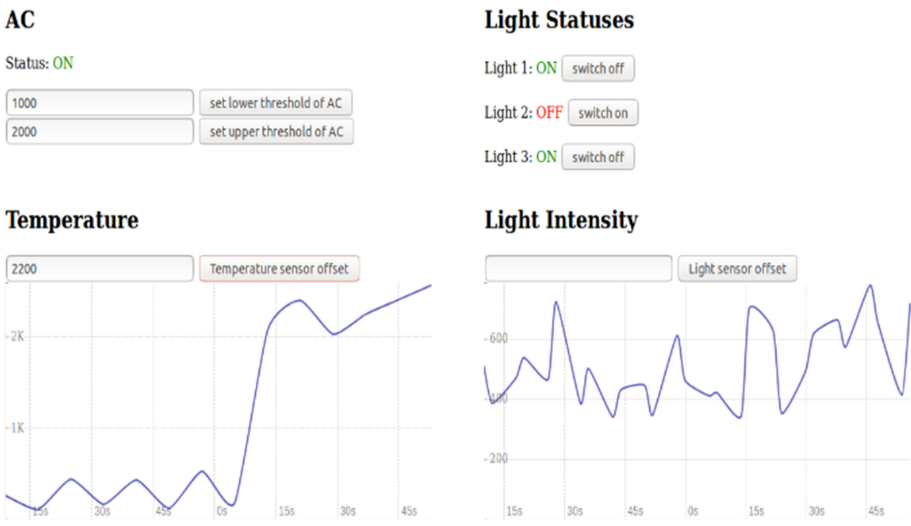 AC
Status: ON
1000 set lower threshold of AC
2000 set upper threshold of AC
Light Statuses
Light 1: ON switch off
Light 2: OFF switch on
Light 3: ON switch off
Temperature
2200 Temperature sensor offset
2K
1K
15s 30s 45s 0s 15s 30s 45s
Light Intensity
Light sensor offset
600
400
200
15s 30s 45s 0s 15s 30s 45s